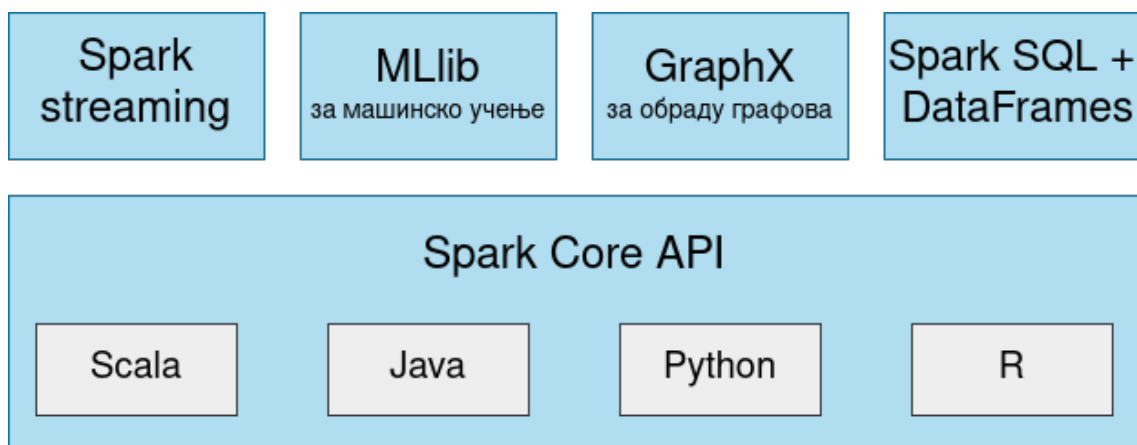 Spark
streaming
MLlib
за машинско учење
GraphX
за обраду графова
Spark SQL +
DataFrames
Spark Core API
Scala
Java
Python
R